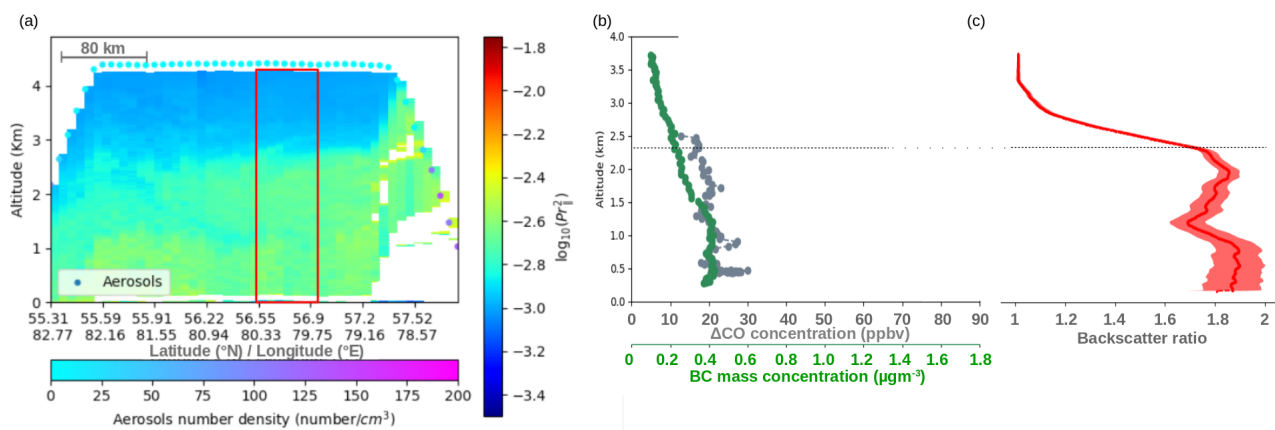 (a)
80 km
Altitude (Km)
4
3
2
1
0
Aerosols
55.31 55.59 55.91 56.22 56.55 56.9 57.2 57.52
82.77 82.16 81.55 80.94 80.33 79.75 79.16 78.57
Latitude (°N) / Longitude (°E)
0 25 50 75 100 125 150 175 200
Aerosols number density (number/cm³)
−1.8
−2.0
−2.2
−2.4
−2.6
−2.8
−3.0
−3.2
−3.4
log₁₀(Pr²∥)
(b)
Altitude (km)
4.0
3.5
3.0
2.5
2.0
1.5
1.0
0.5
0.0
0 10 20 30 40 50 60 70 80 90
ΔCO concentration (ppbv)
0 0.2 0.4 0.6 0.8 1.0 1.2 1.4 1.6 1.8
BC mass concentration (µgm⁻³)
(c)
1 1.2 1.4 1.6 1.8 2
Backscatter ratio